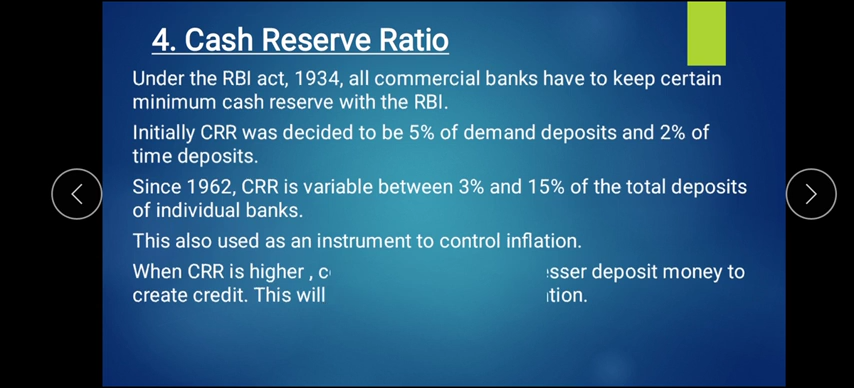 4. Cash Reserve Ratio
Under the RBI act, 1934, all commercial banks have to keep certain
minimum cash reserve with the RBI.
Initially CRR was decided to be 5% of demand deposits and 2% of
time deposits.
Since 1962, CRR is variable between 3% and 15% of the total deposits
of individual banks.
This also used as an instrument to control inflation.
When CRR is higher , deposit money to
create credit. This will